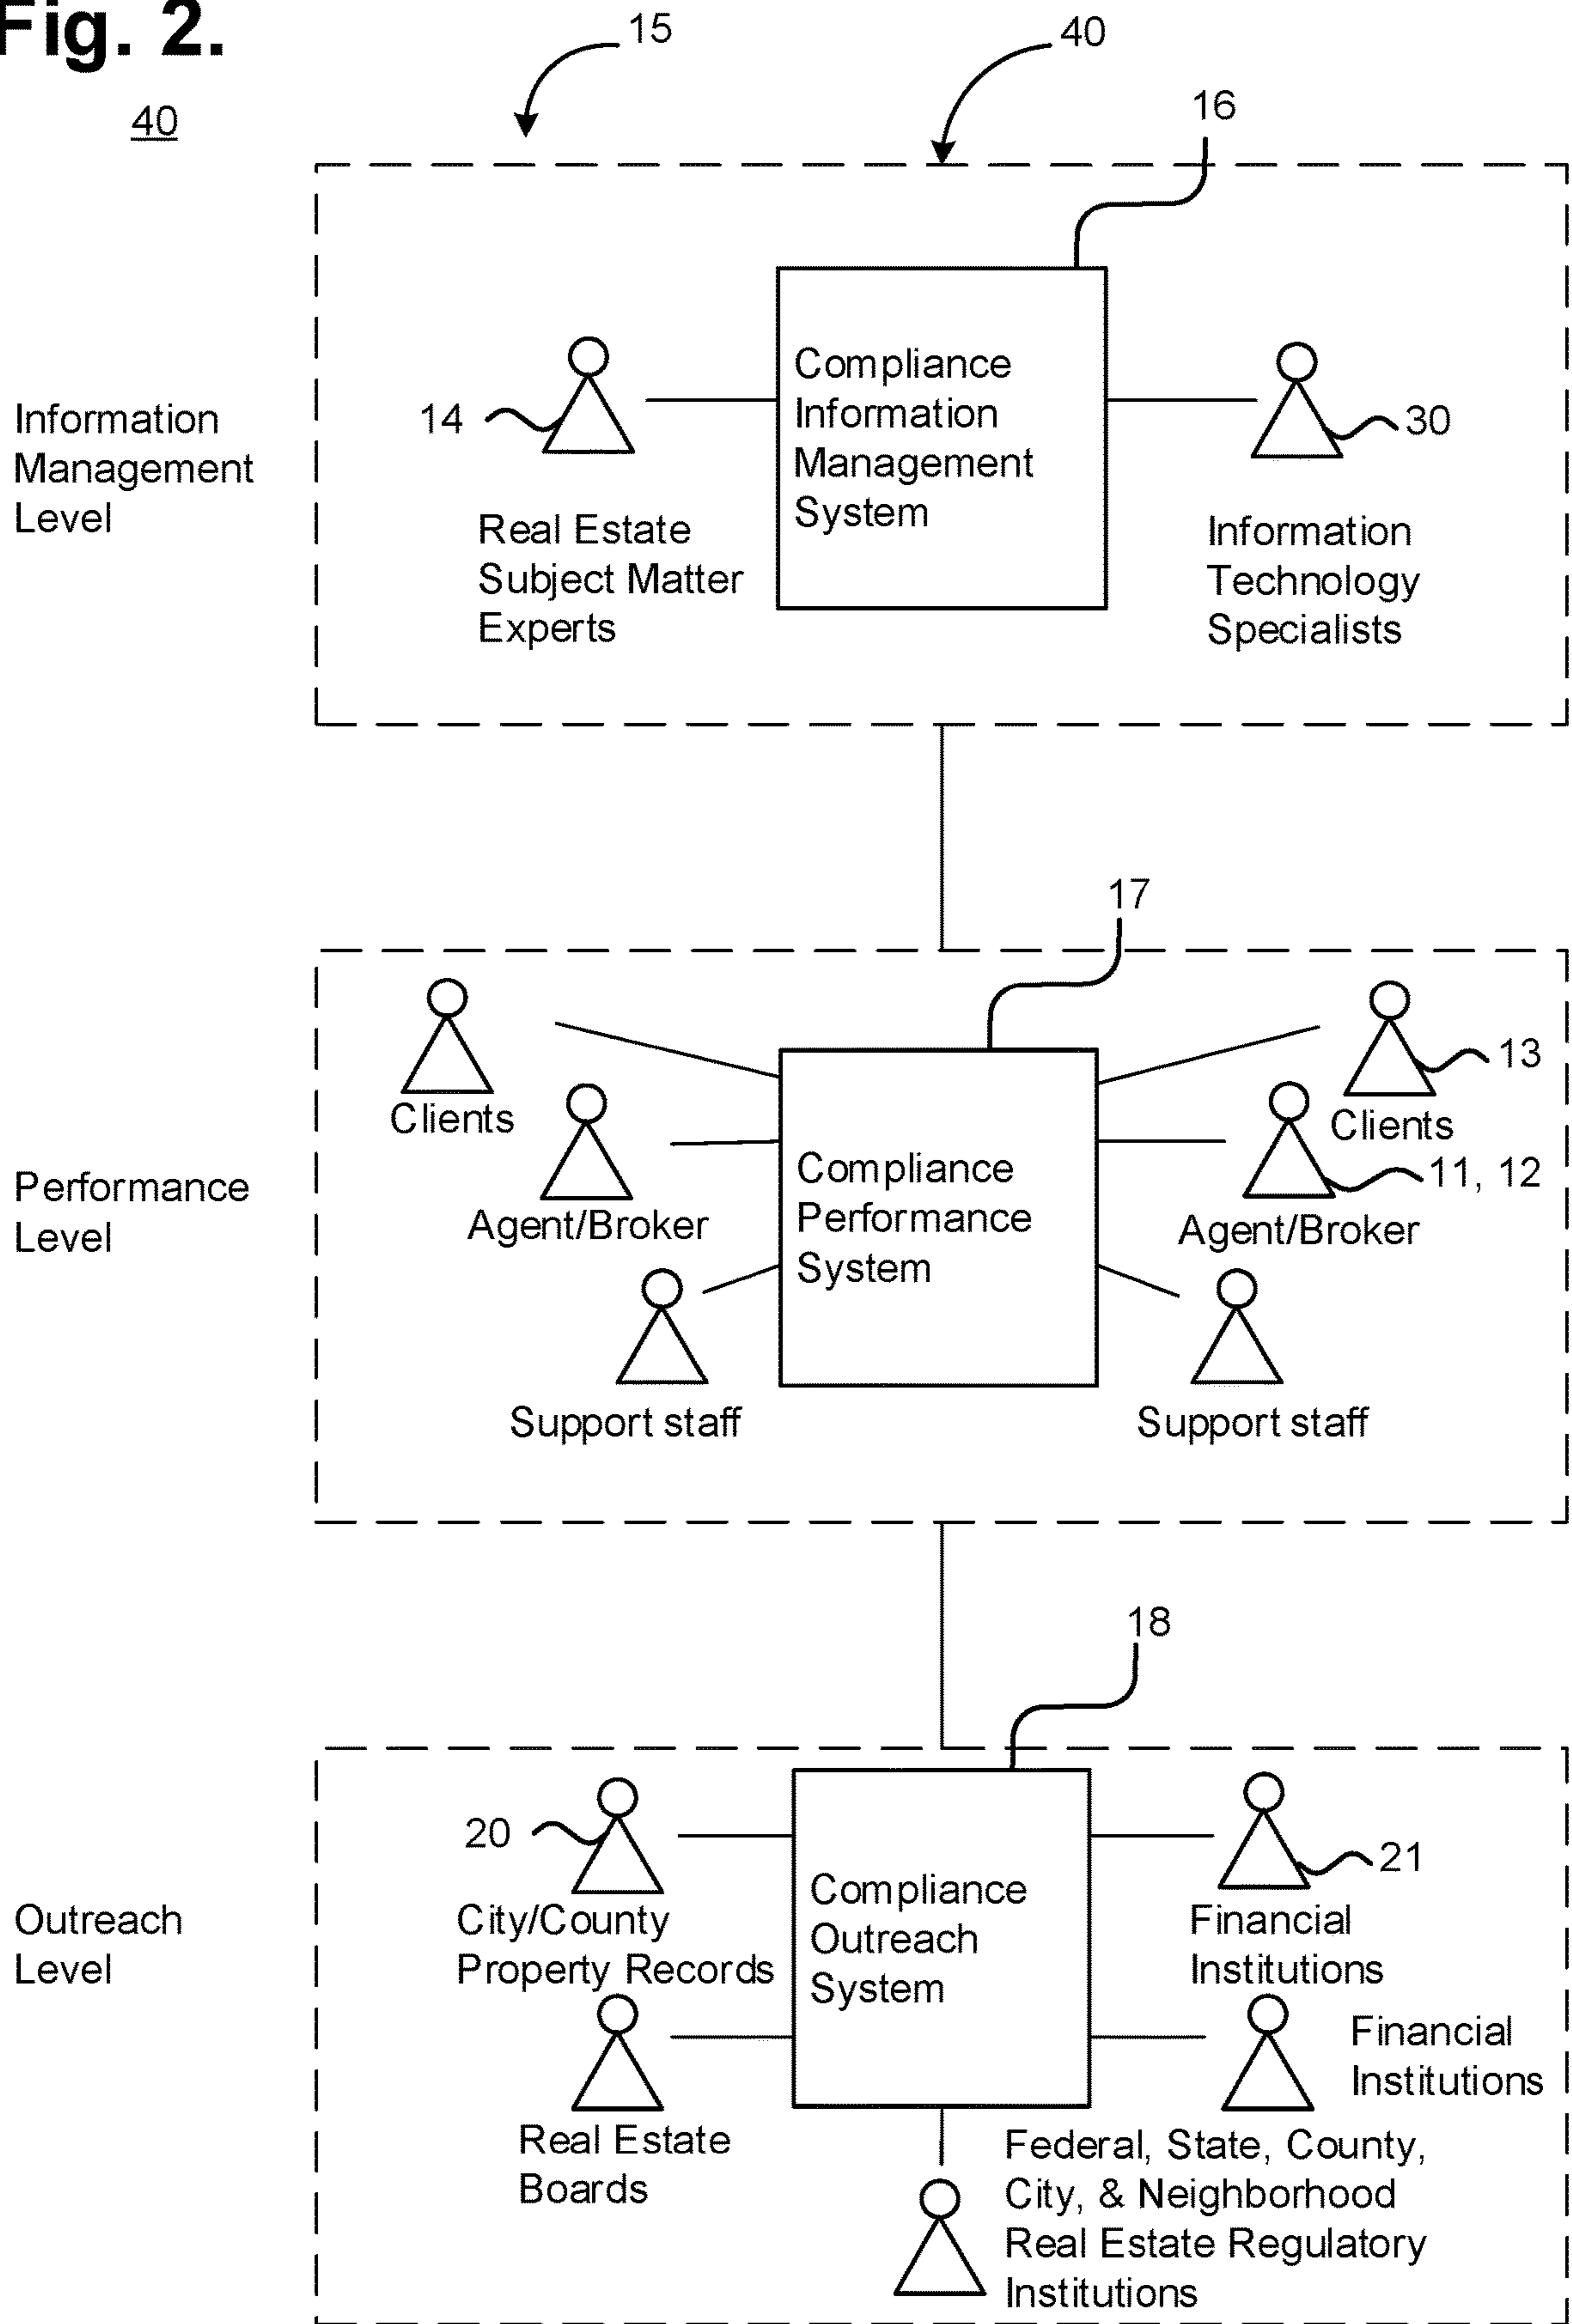 Fig. 2.
15
40
40
16
Information
Management
Level
14
Real Estate
Subject Matter
Experts
Compliance
Information
Management
System
30
Information
Technology
Specialists
17
Performance
Level
Clients
Agent/Broker
Support staff
Compliance
Performance
System
13
Clients
11, 12
Agent/Broker
Support staff
18
Outreach
Level
20
City/County
Property Records
Real Estate
Boards
Compliance
Outreach
System
21
Financial
Institutions
Financial
Institutions
Federal, State, County,
City, & Neighborhood
Real Estate Regulatory
Institutions